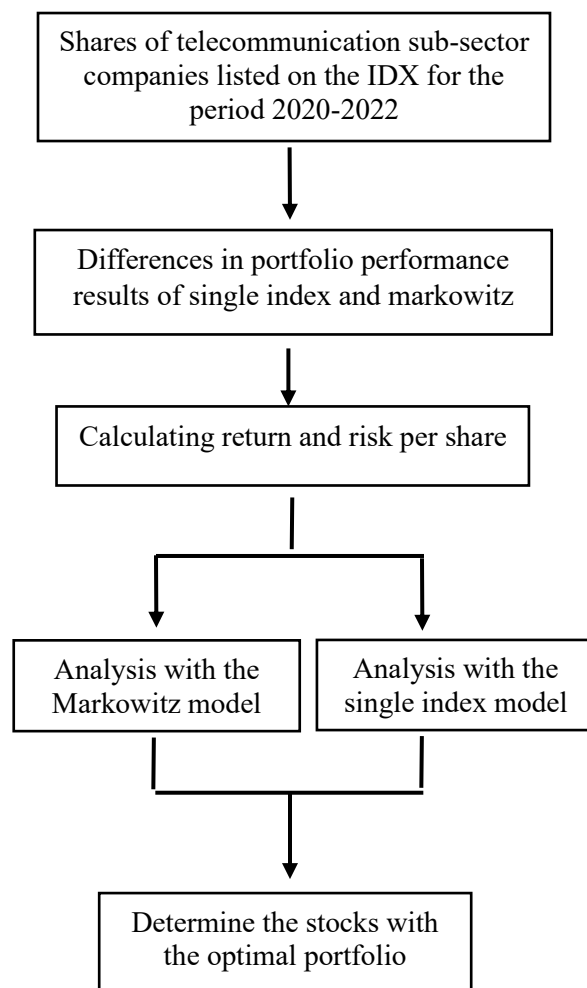 Shares of telecommunication sub-sector
companies listed on the IDX for the
period 2020-2022
Differences in portfolio performance
results of single index and markowitz
Calculating return and risk per share
Analysis with the
Markowitz model
Analysis with the
single index model
Determine the stocks with
the optimal portfolio